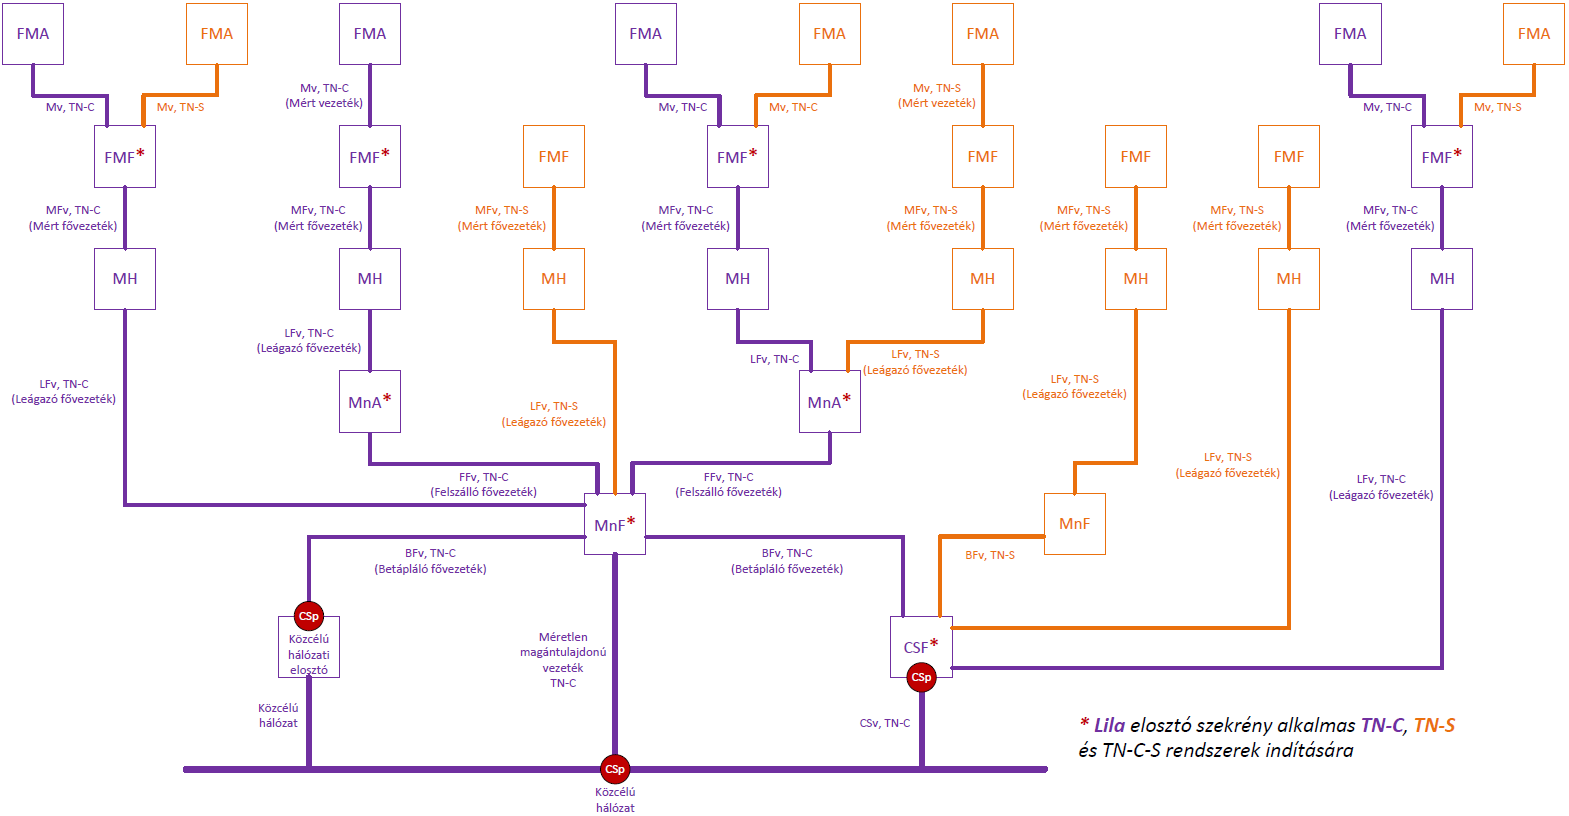 FMA
FMA
FMA
FMA
FMA
FMA
FMA
FMA
Mv, TN-C
Mv, TN-S
Mv, TN-C
(Mért vezeték)
Mv, TN-C
Mv, TN-C
Mv, TN-S
(Mért vezeték)
Mv, TN-C
Mv, TN-S
FMF*
FMF*
FMF
FMF*
FMF
FMF
FMF
FMF*
MFv, TN-C
(Mért fővezeték)
MFv, TN-C
(Mért fővezeték)
MFv, TN-S
(Mért fővezeték)
MFv, TN-C
(Mért fővezeték)
MFv, TN-S
(Mért fővezeték)
MFv, TN-S
(Mért fővezeték)
MFv, TN-S
(Mért fővezeték)
MFv, TN-C
(Mért fővezeték)
MH
MH
MH
MH
MH
MH
MH
MH
LFv, TN-C
(Leágazó fővezeték)
LFv, TN-C
LFv, TN-S
(Leágazó fővezeték)
LFv, TN-C
(Leágazó fővezeték)
MnA*
LFv, TN-S
(Leágazó fővezeték)
MnA*
LFv, TN-S
(Leágazó fővezeték)
LFv, TN-S
(Leágazó fővezeték)
LFv, TN-C
(Leágazó fővezeték)
FFv, TN-C
(Felszálló fővezeték)
FFv, TN-C
(Felszálló fővezeték)
MnF*
MnF
BFv, TN-C
(Betápláló fővezeték)
BFv, TN-C
(Betápláló fővezeték)
BFv, TN-S
CSp
Közcélú
hálózati
elosztó
Méretlen
magántulajdonú
vezeték
TN-C
CSF*
CSp
Közcélú
hálózat
CSv, TN-C
* Lila elosztó szekrény alkalmas TN-C, TN-S
és TN-C-S rendszerek indítására
CSp
Közcélú
hálózat